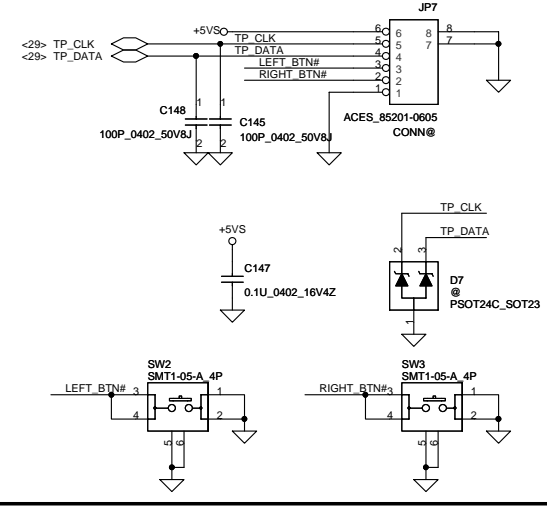 JP7
+5VS
6 6 8 8
<29> TP_CLK TP_CLK 5 5 7 7
<29> TP_DATA TP_DATA 4 4
LEFT_BTN# 3 3
RIGHT_BTN# 2 2
1 1
C148 1 1 C145
ACES_85201-0605
100P_0402_50V8J 2 2 100P_0402_50V8J
CONN@
TP_CLK
+5VS
TP_DATA
2 3
C147
0.1U_0402_16V4Z
D7
@
PSOT24C_SOT23
1
SW2
SMT1-05-A_4P
LEFT_BTN# 3 1
4 2
5 6
SW3
SMT1-05-A_4P
RIGHT_BTN# 3 1
4 2
5 6